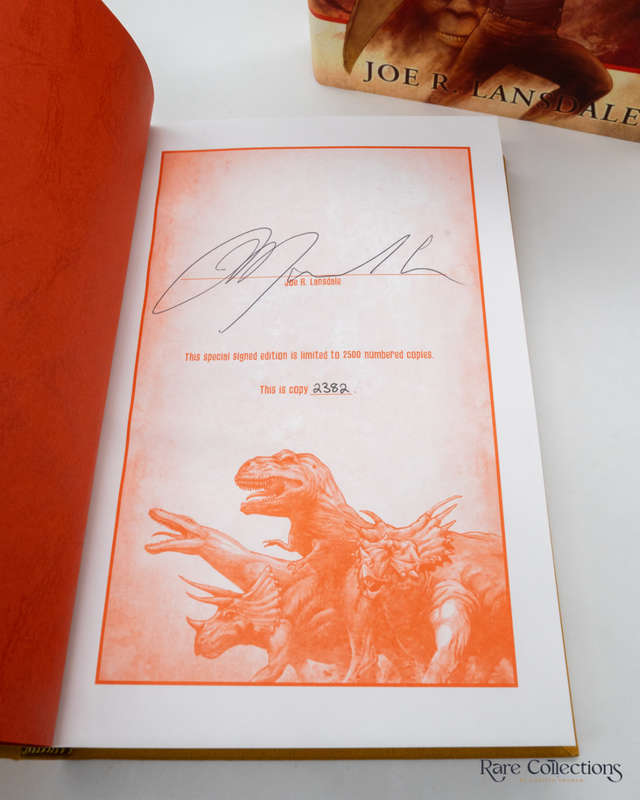 JOE R. LANSDALE
Joe R. Lansdale
This special signed edition is limited to 2500 numbered copies.
This is copy 2382.
Rare Collections